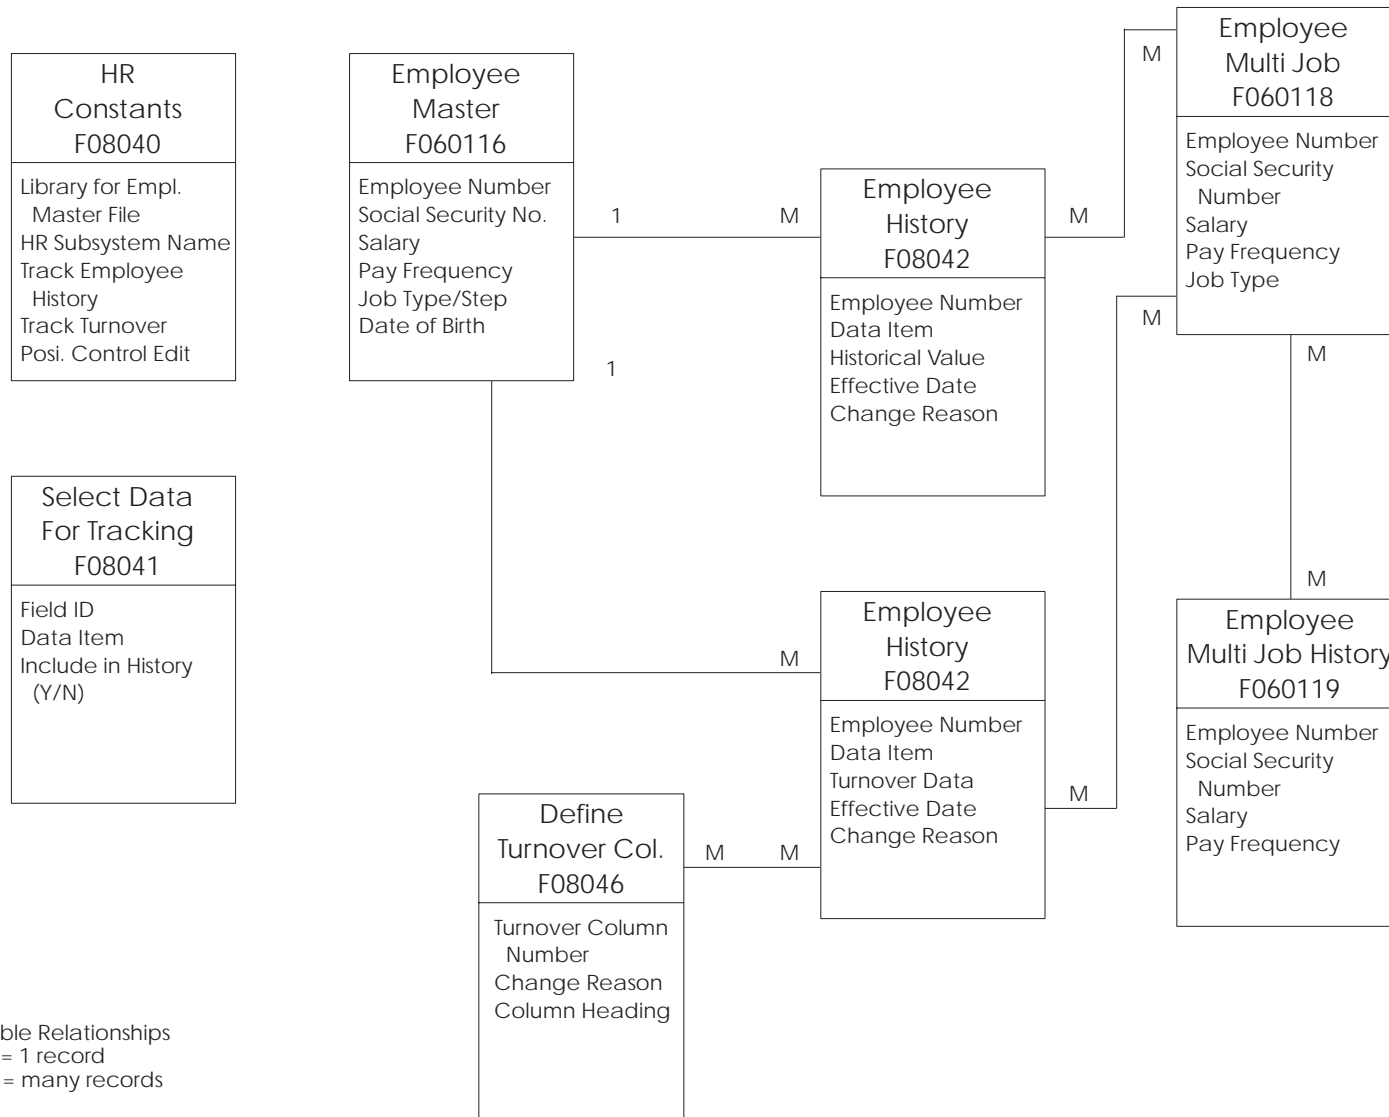 HR
Constants
F08040
Library for Empl.
Master File
HR Subsystem Name
Track Employee
History
Track Turnover
Posi. Control Edit
Employee
Master
F060116
Employee Number
Social Security No.
Salary
Pay Frequency
Job Type/Step
Date of Birth
1
M
1
Employee
History
F08042
Employee Number
Data Item
Historical Value
Effective Date
Change Reason
M
M
Employee
Multi Job
F060118
Employee Number
Social Security
Number
Salary
Pay Frequency
Job Type
M
M
M
Select Data
For Tracking
F08041
Field ID
Data Item
Include in History
(Y/N)
M
Employee
History
F08042
Employee Number
Data Item
Turnover Data
Effective Date
Change Reason
M
Employee
Multi Job History
F060119
Employee Number
Social Security
Number
Salary
Pay Frequency
Define
Turnover Col.
F08046
Turnover Column
Number
Change Reason
Column Heading
M M
ble Relationships
= 1 record
= many records